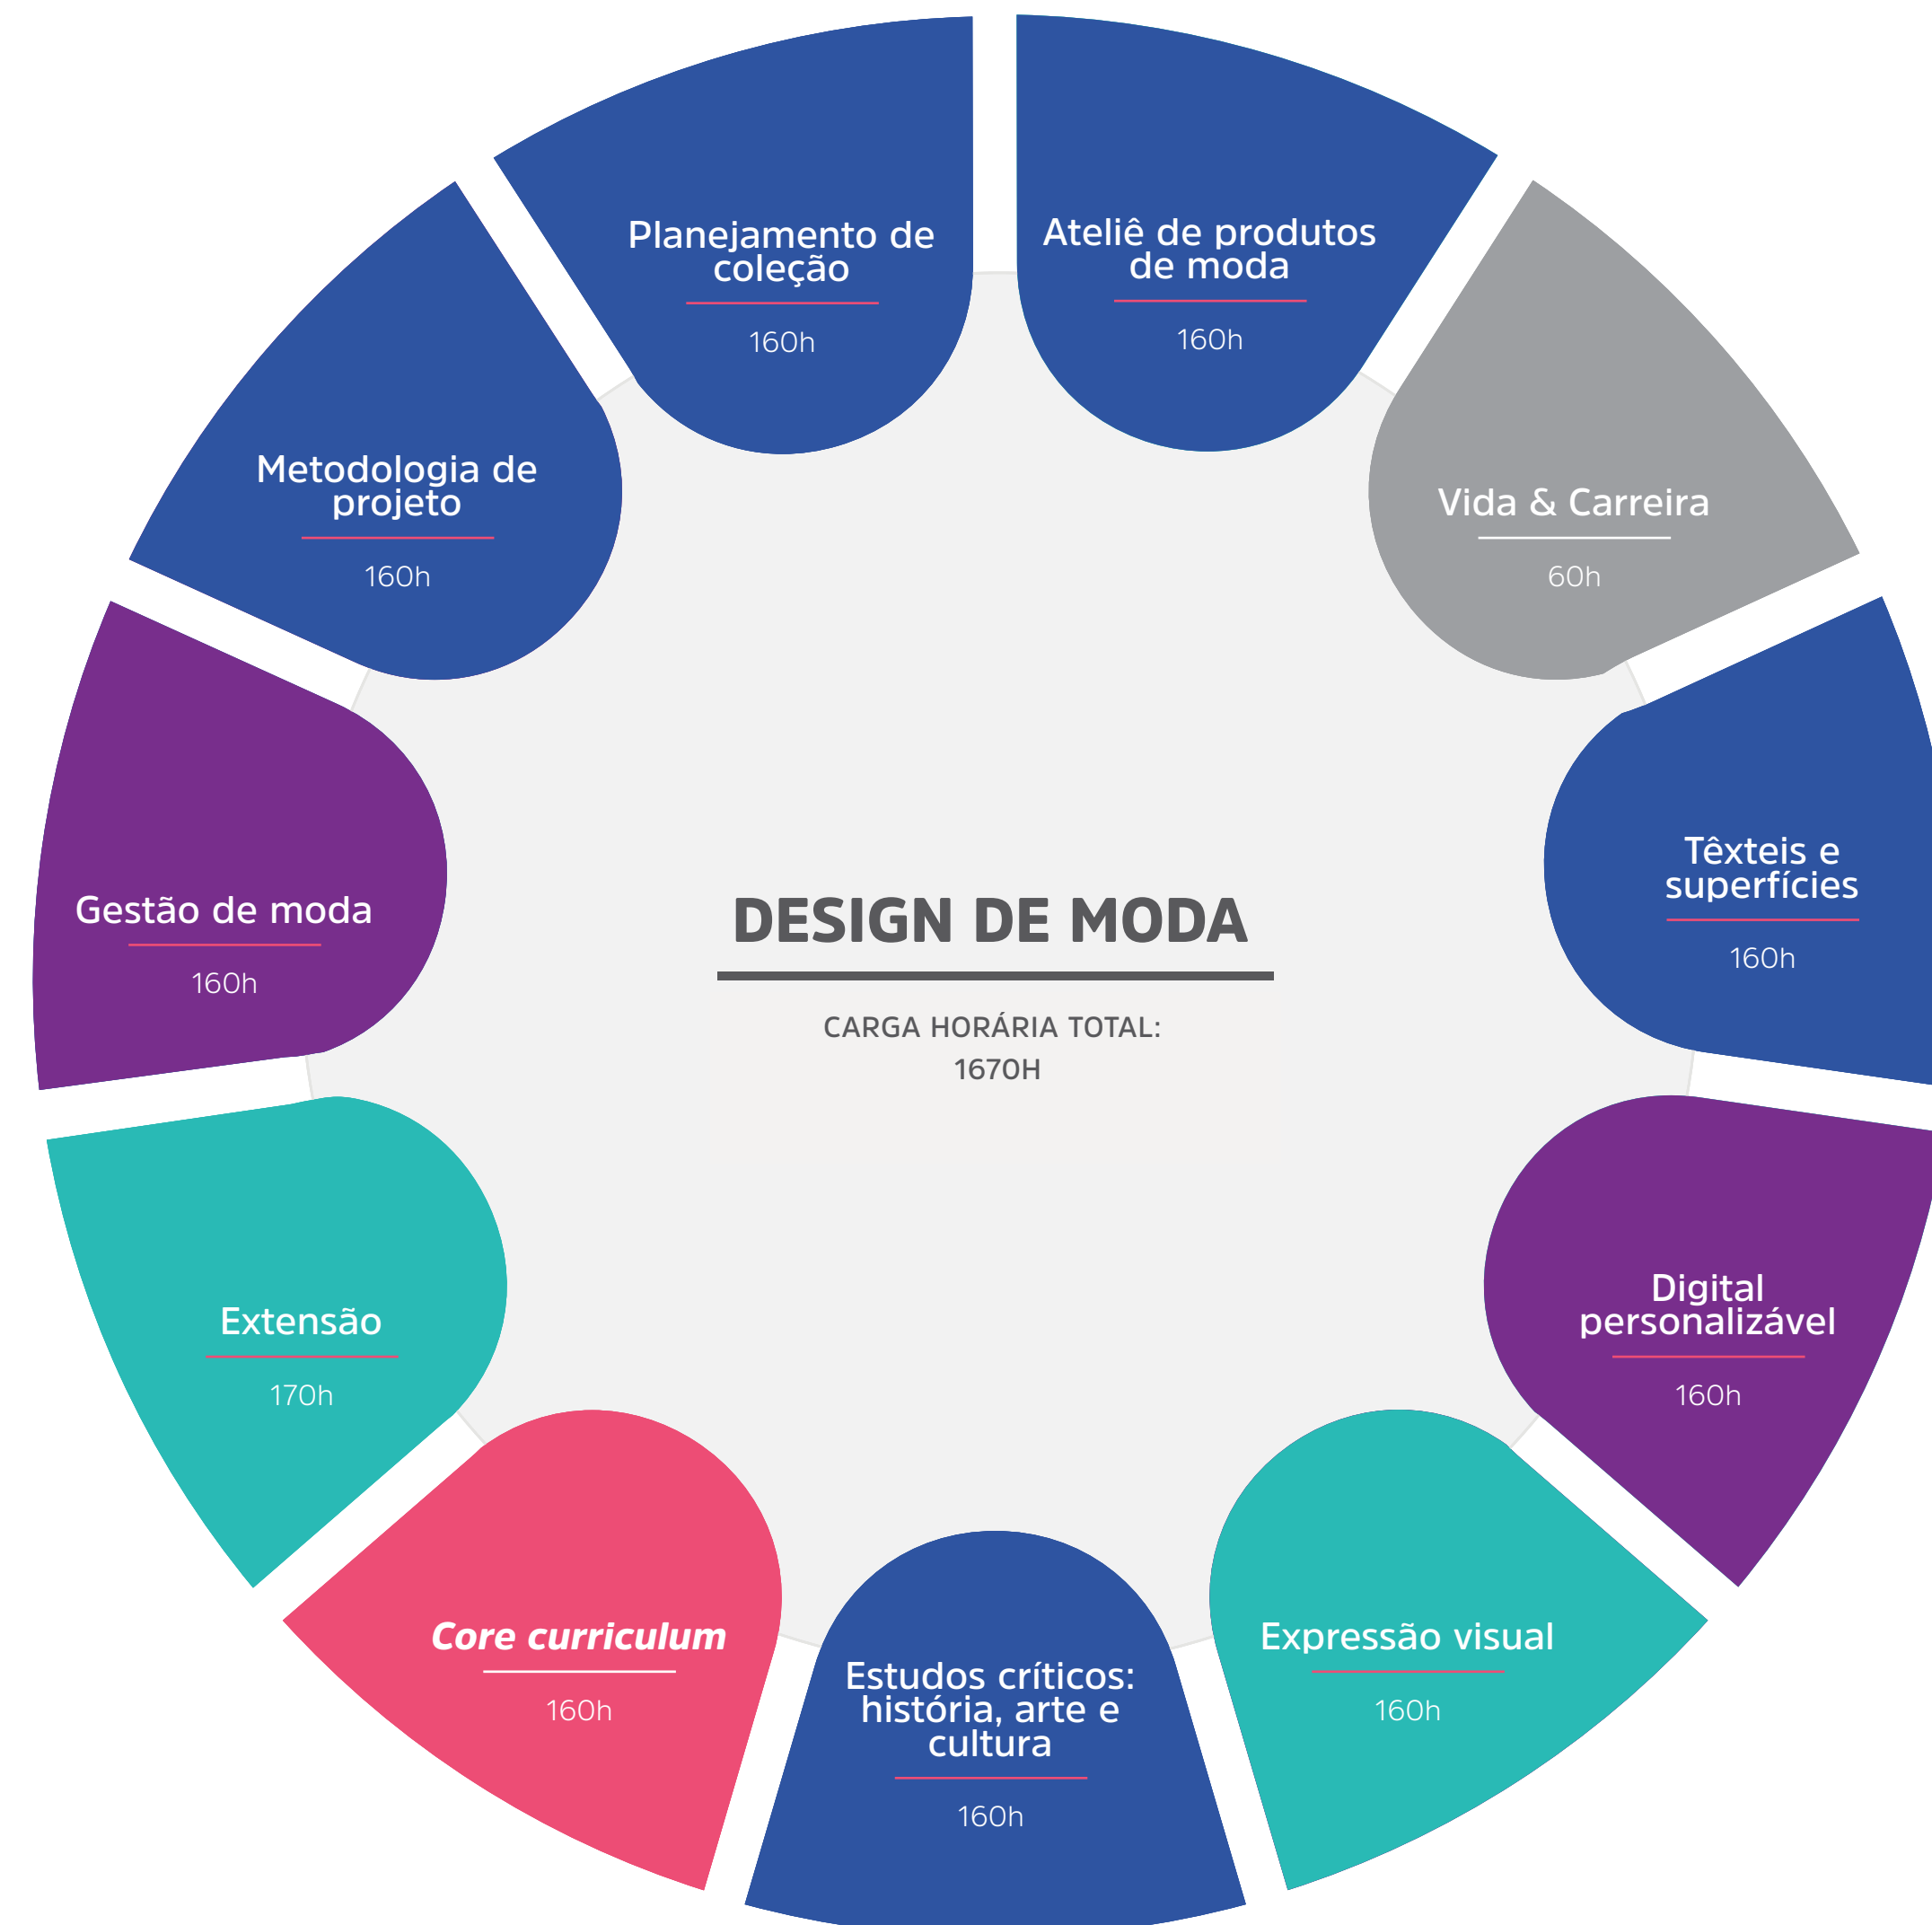 Planejamento de
coleção
160h
Ateliê de produtos
de moda
160h
Metodologia de
projeto
160h
Vida & Carreira
60h
Gestão de moda
160h
Têxteis e
superfícies
160h
DESIGN DE MODA
CARGA HORÁRIA TOTAL:
1670H
Extensão
170h
Digital
personalizável
160h
Core curriculum
160h
Estudos críticos:
história, arte e
cultura
160h
Expressão visual
160h